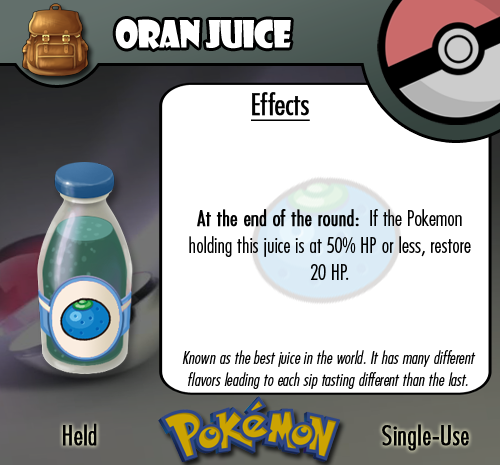 ORAN JUICE
Effects
At the end of the round: If the Pokemon
holding this juice is at 50% HP or less, restore
20 HP.
Known as the best juice in the world. It has many different
flavors leading to each sip tasting different than the last.
Held
POKéMON
Single-Use